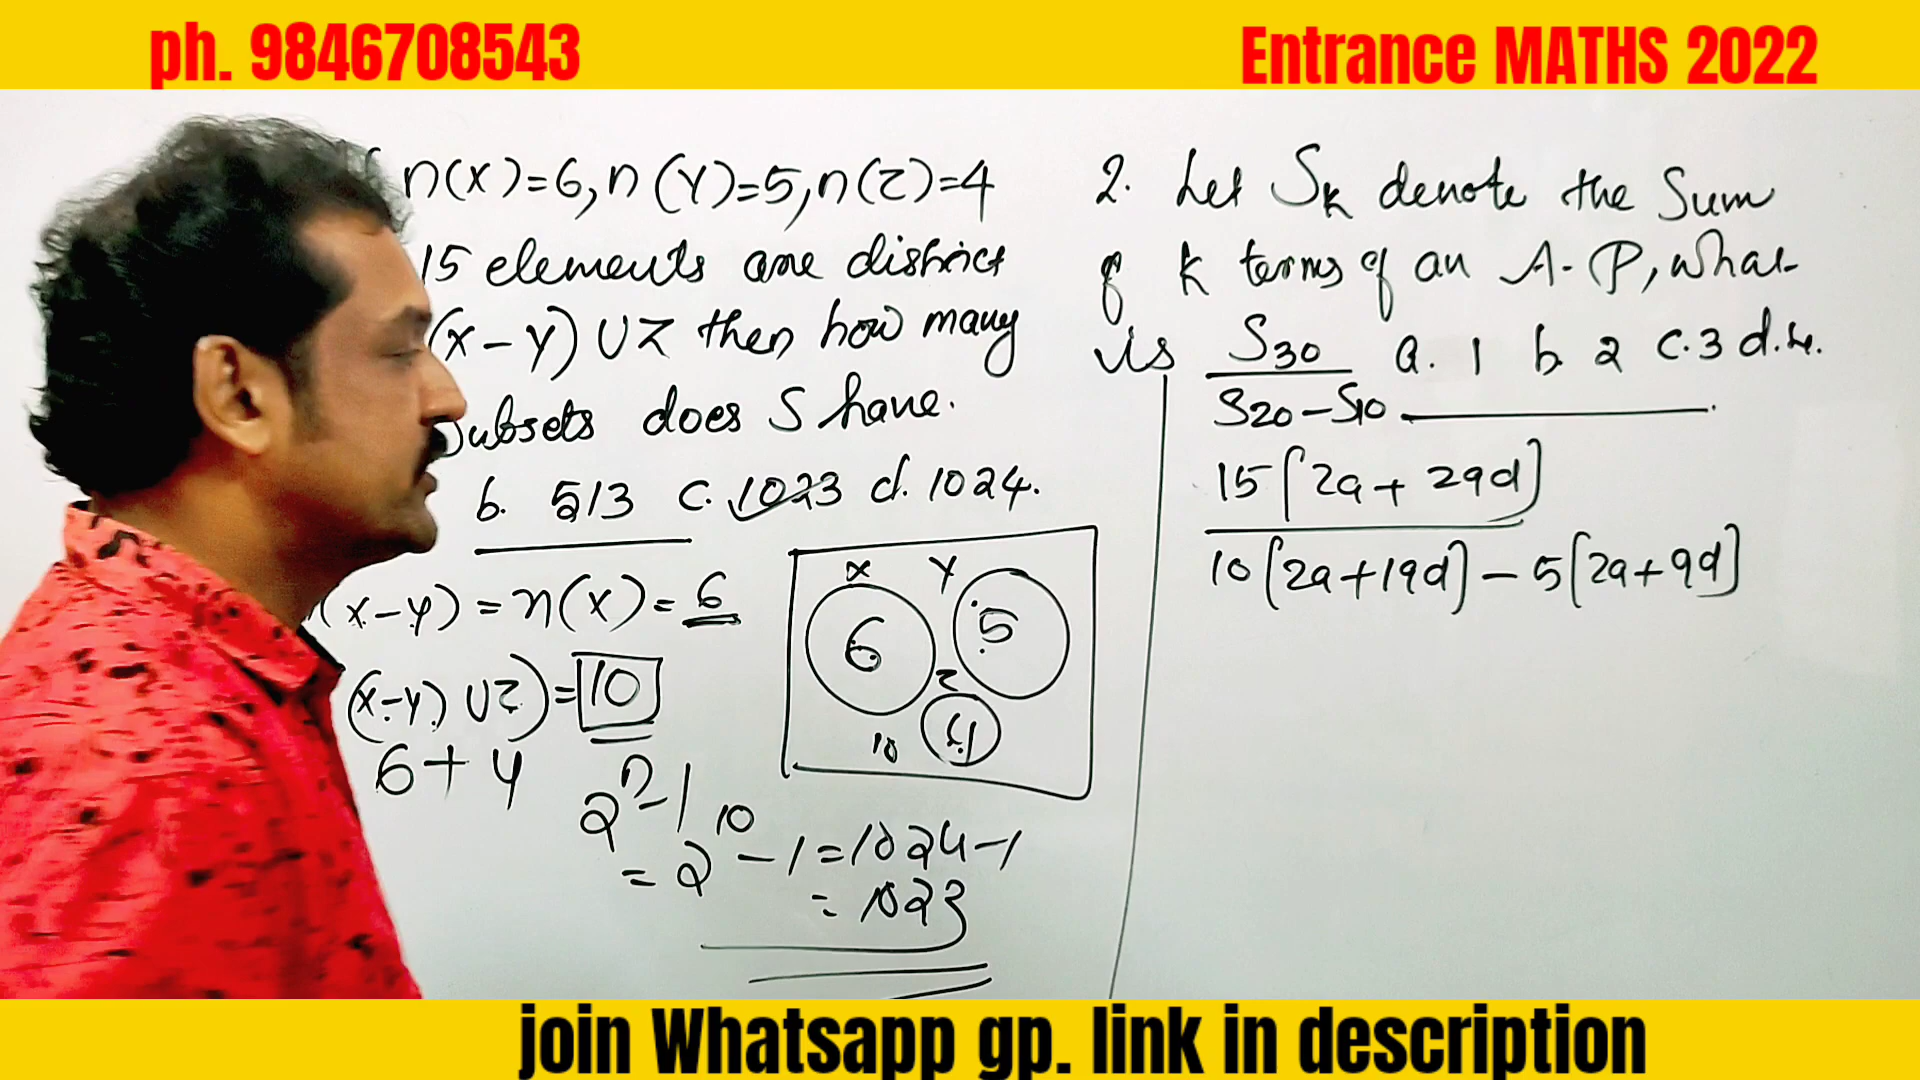 ph. 9846708543
Entrance MATHS 2022
n(X)=6, n(Y)=5, n(Z)=4
15 elements are distinct
(X-Y) ∪ Z then how many
Subsets does S have.
b. 513 c. 1023 d. 1024.
(X-Y) = n(X) = 6
(X-Y) ∪ Z) = 10
6+4
2ⁿ-1
= 2¹⁰ - 1 = 1024-1
= 1023
X Y
6 5
Z
10 4
2. Let Sk denote the Sum
of k terms of an A.P, what
is S30 a. 1 b. 2 c. 3 d. 4.
S20-S10
15[2a+29d]
10[2a+19d] - 5[2a+9d]
join Whatsapp gp. link in description